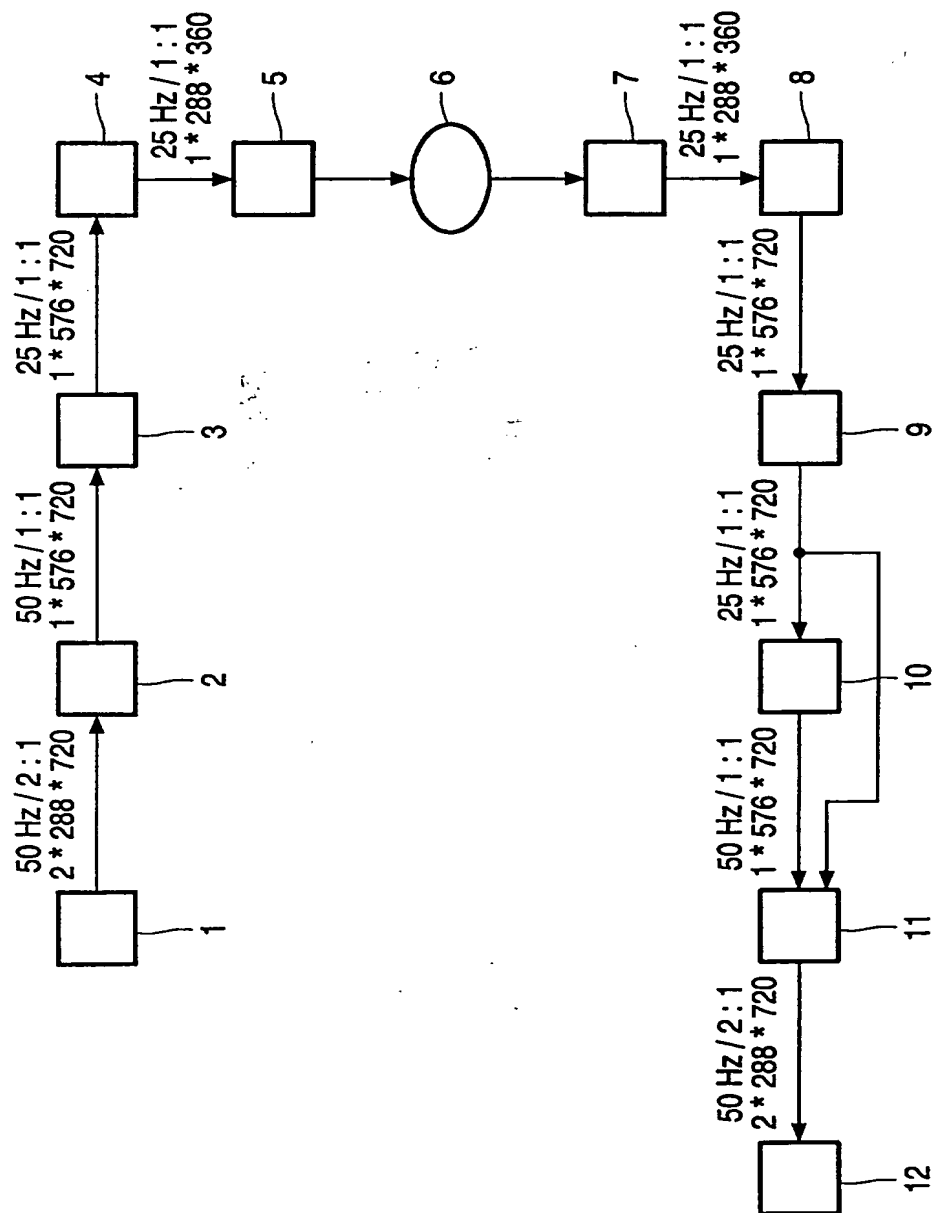 50 Hz / 2 : 1
2 * 288 * 720
50 Hz / 1 : 1
1 * 576 * 720
25 Hz / 1 : 1
1 * 576 * 720
25 Hz / 1 : 1
1 * 288 * 360
1
2
3
4
5
6
7
25 Hz / 1 : 1
1 * 288 * 360
8
25 Hz / 1 : 1
1 * 576 * 720
9
25 Hz / 1 : 1
1 * 576 * 720
10
50 Hz / 1 : 1
1 * 576 * 720
11
50 Hz / 2 : 1
2 * 288 * 720
12